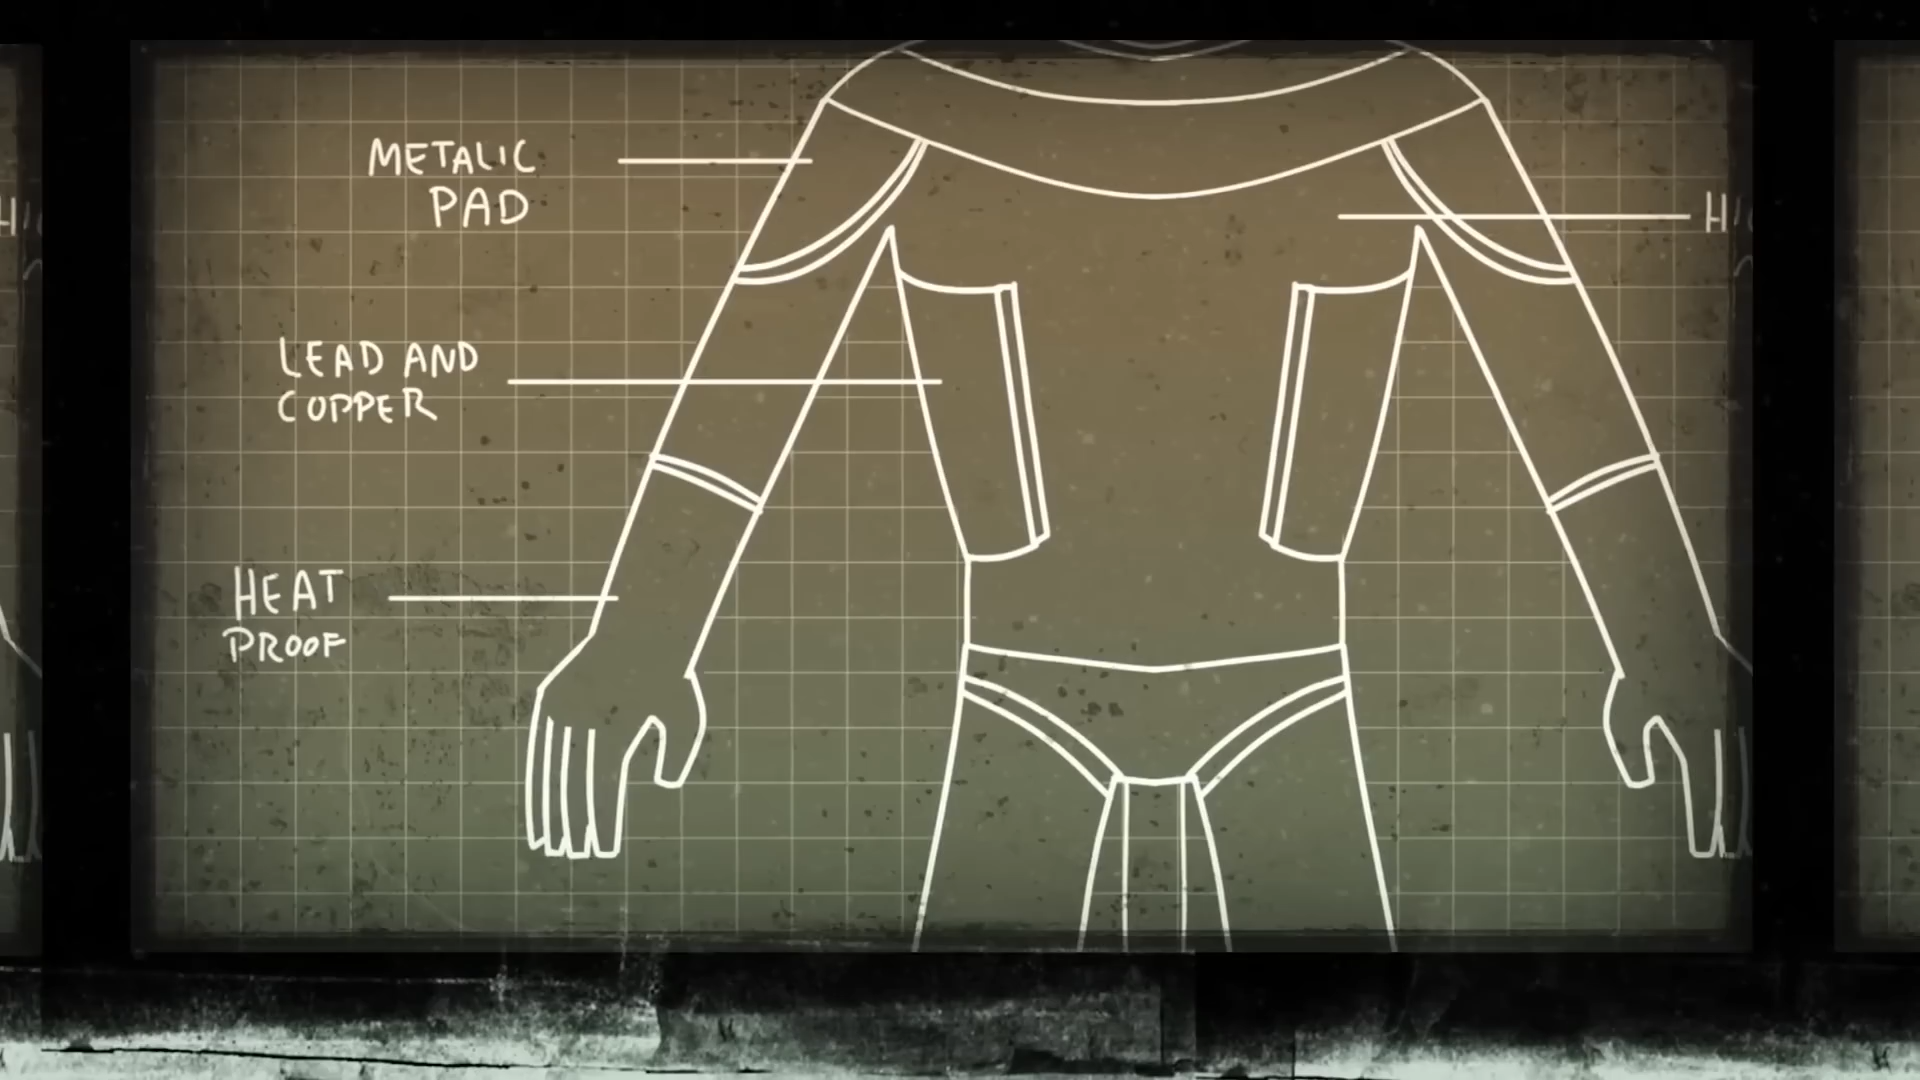 METALIC
PAD
LEAD AND
COPPER
HEAT
PROOF